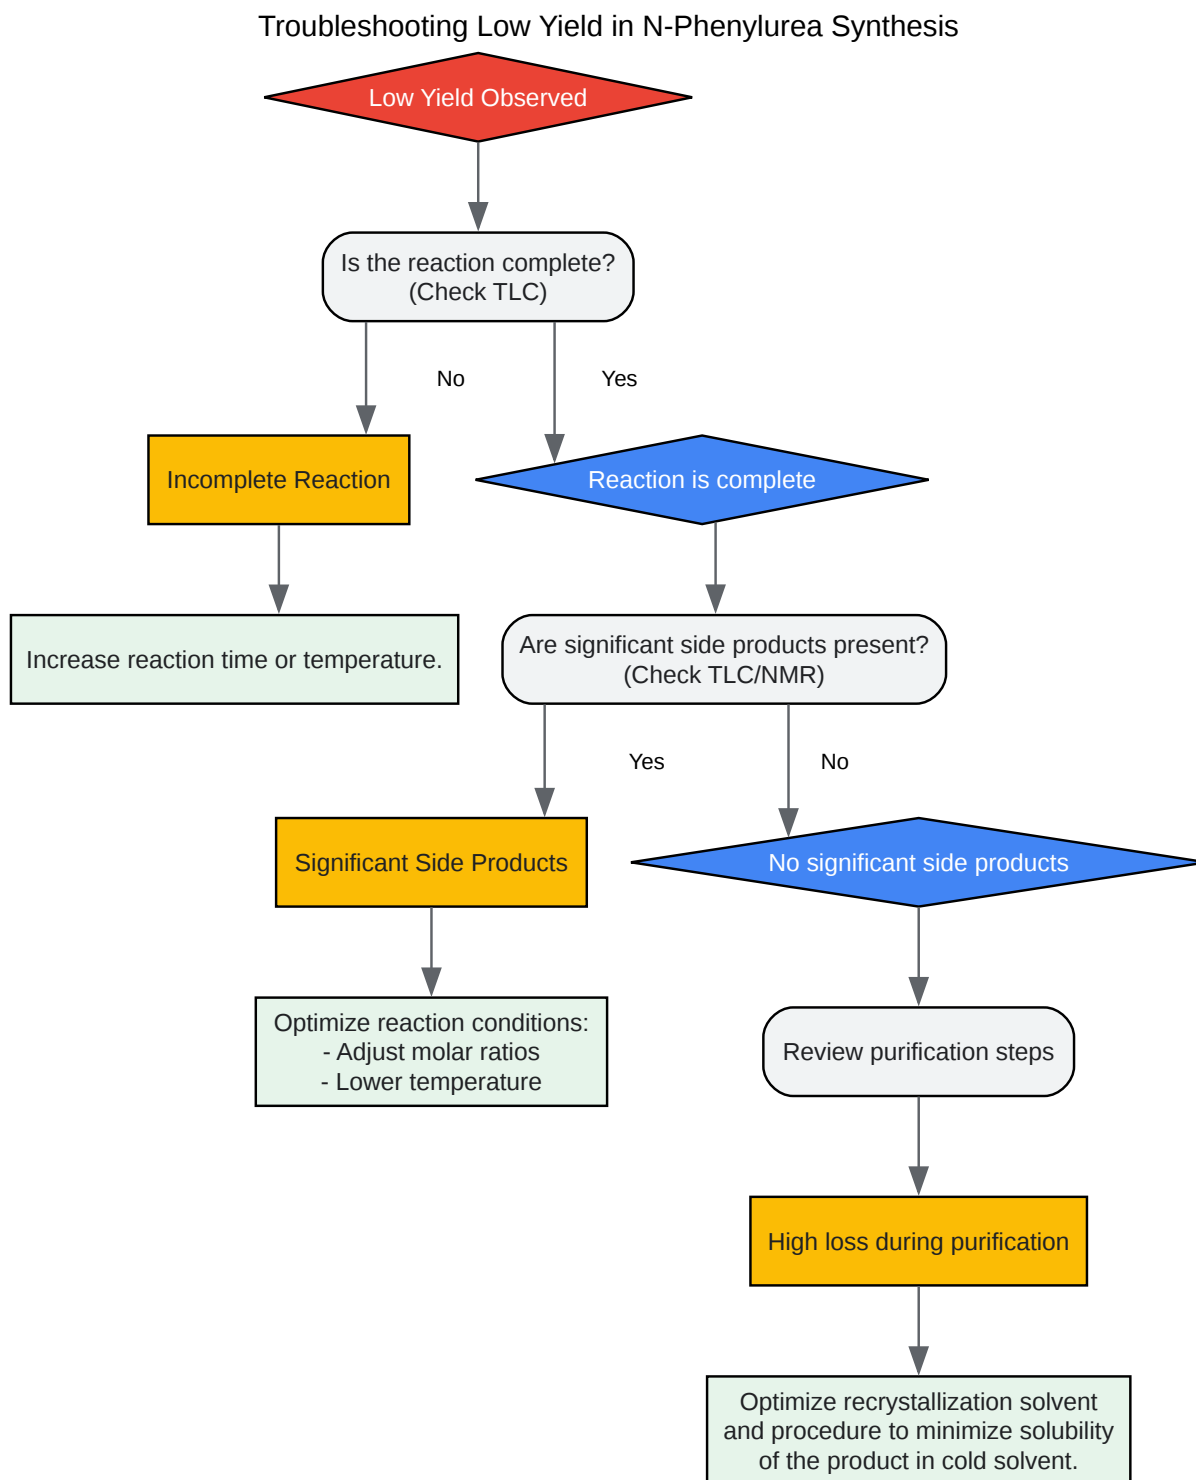 Troubleshooting Low Yield in N-Phenylurea Synthesis
Low Yield Observed
Is the reaction complete?
(Check TLC)
No
Yes
Incomplete Reaction
Reaction is complete
Increase reaction time or temperature.
Are significant side products present?
(Check TLC/NMR)
Yes
No
Significant Side Products
No significant side products
Optimize reaction conditions:
- Adjust molar ratios
- Lower temperature
Review purification steps
High loss during purification
Optimize recrystallization solvent
and procedure to minimize solubility
of the product in cold solvent.